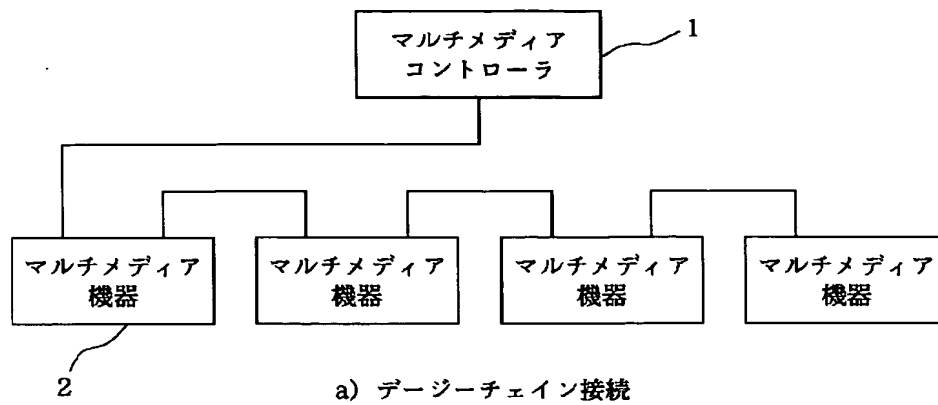 マルチメディア
コントローラ
1
マルチメディア
機器
マルチメディア
機器
マルチメディア
機器
マルチメディア
機器
2
a) デージーチェイン接続